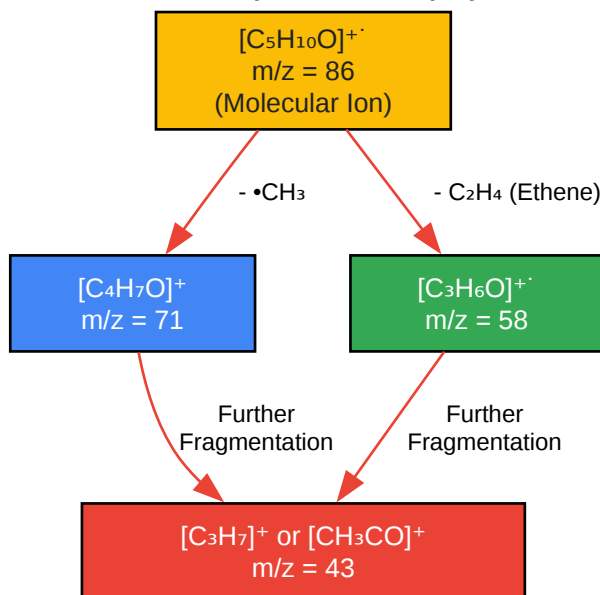 [C₅H₁₀O]⁺˙
m/z = 86
(Molecular Ion)
- •CH₃
- C₂H₄ (Ethene)
[C₄H₇O]⁺
m/z = 71
[C₃H₆O]⁺˙
m/z = 58
Further
Fragmentation
Further
Fragmentation
[C₃H₇]⁺ or [CH₃CO]⁺
m/z = 43